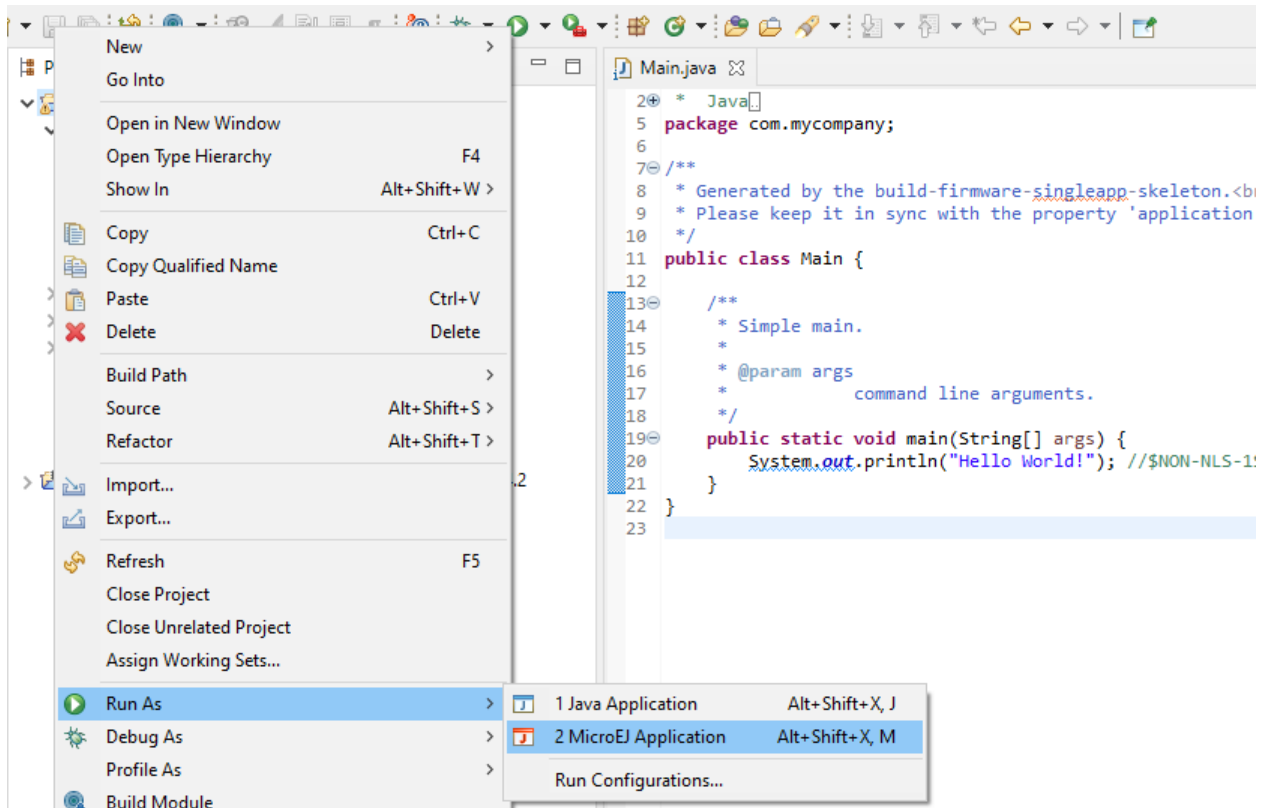 P
New
Go Into
Open in New Window
Open Type Hierarchy F4
Show In Alt+Shift+W >
Copy Ctrl+C
Copy Qualified Name
Paste Ctrl+V
Delete Delete
Build Path
Source Alt+Shift+S >
Refactor Alt+Shift+T >
Import...
Export...
Refresh F5
Close Project
Close Unrelated Project
Assign Working Sets...
Run As
Debug As
Profile As
Build Module
1 Java Application Alt+Shift+X, J
2 MicroEJ Application Alt+Shift+X, M
Run Configurations...
.2
Main.java
2 * Java..
5 package com.mycompany;
6
7 /**
8 * Generated by the build-firmware-singleapp-skeleton.<b
9 * Please keep it in sync with the property 'application
10 */
11 public class Main {
12
13 /**
14 * Simple main.
15 *
16 * @param args
17 * command line arguments.
18 */
19 public static void main(String[] args) {
20 System.out.println("Hello World!"); //$NON-NLS-1
21 }
22 }
23